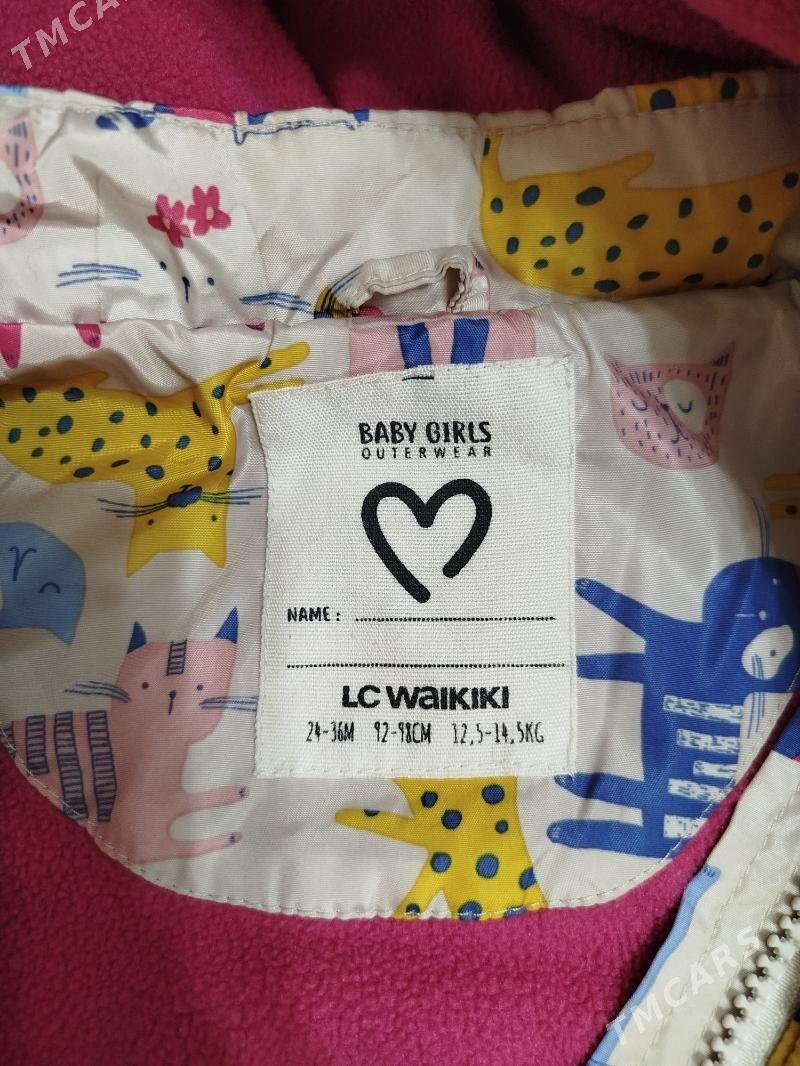 TMCARS
BABY GIRLS
OUTERWEAR
NAME :
LC WAIKIKI
24-36M 92-98CM 12,5-14,5KG
TMCARS